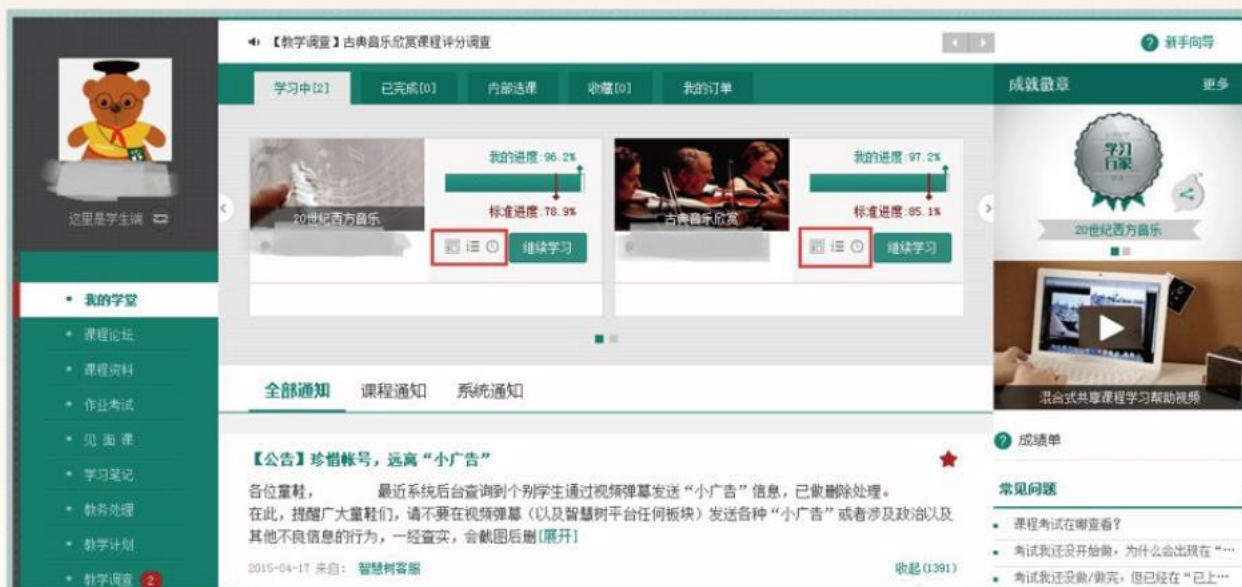 【教学调查】古典音乐欣赏课程评分调查
新手向导
这里是学生端
我的学堂
课程论坛
课程资料
作业考试
见面课
学习笔记
教务处理
教学计划
教学调查 2
学习中[2] 已完成[0] 内部选课 收藏[0] 我的订单
20世纪西方音乐
我的进度:96.2%
标准进度:78.9%
继续学习
古典音乐欣赏
我的进度:97.2%
标准进度:85.1%
继续学习
全部通知 课程通知 系统通知
【公告】珍惜帐号，远离“小广告”
各位童鞋， 最近系统后台查询到个别学生通过视频弹幕发送“小广告”信息，已做删除处理。
在此，提醒广大童鞋们，请不要在视频弹幕（以及智慧树平台任何板块）发送各种“小广告”或者涉及政治以及
其他不良信息的行为，一经查实，会截图后删[展开]
2015-04-17 来自： 智慧树客服 收起(1391)
成就徽章 更多
学习
行家
20世纪西方音乐
混合式共享课程学习帮助视频
成绩单
常见问题
课程考试在哪查看？
考试我还没开始做，为什么会出现在“…
考试我还没做/做完，但已经在“已上…